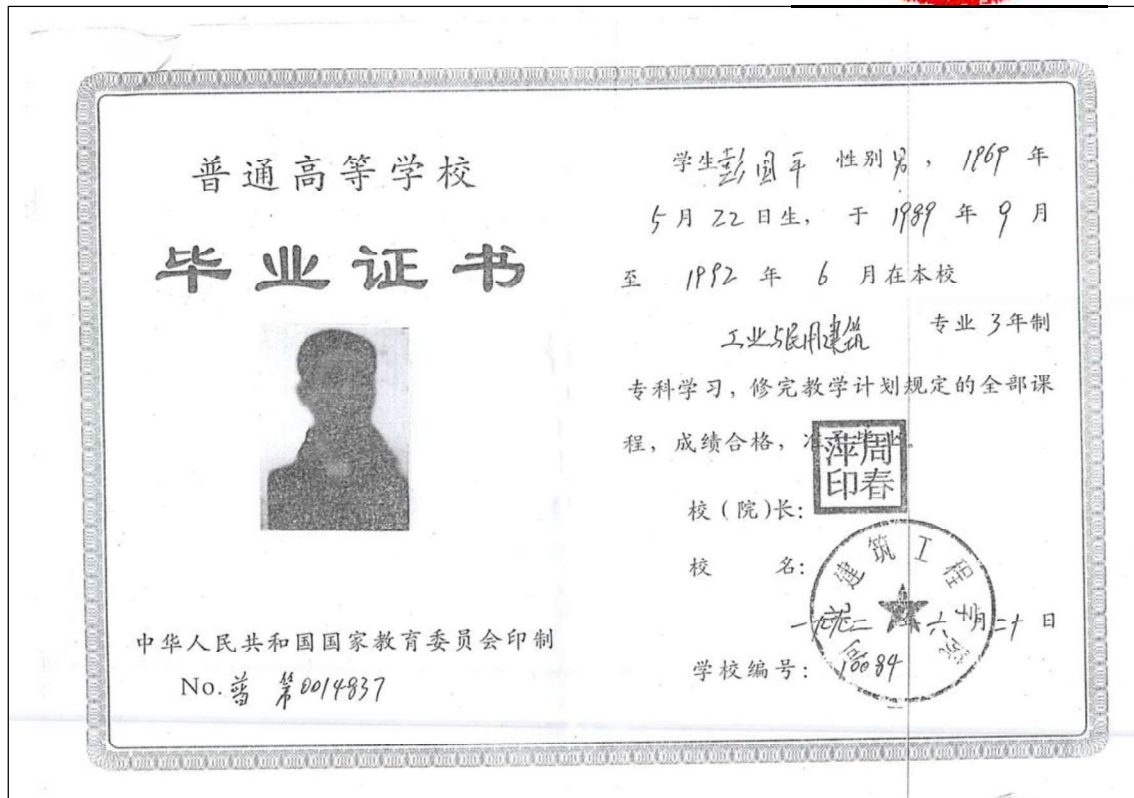 普通高等学校
毕业证书
中华人民共和国国家教育委员会印制
No. 普 第0014837
学生彭国平 性别男, 1969 年
5 月 22 日生, 于 1989 年 9 月
至 1992 年 6 月在本校
工业与民用建筑 专业 3 年制
专科学习, 修完教学计划规定的全部课
程, 成绩合格, 准予毕业。
校(院)长:
周春萍印
校 名:
建筑工程学院
一九九二 六 月 二十 日
学校编号: 10084